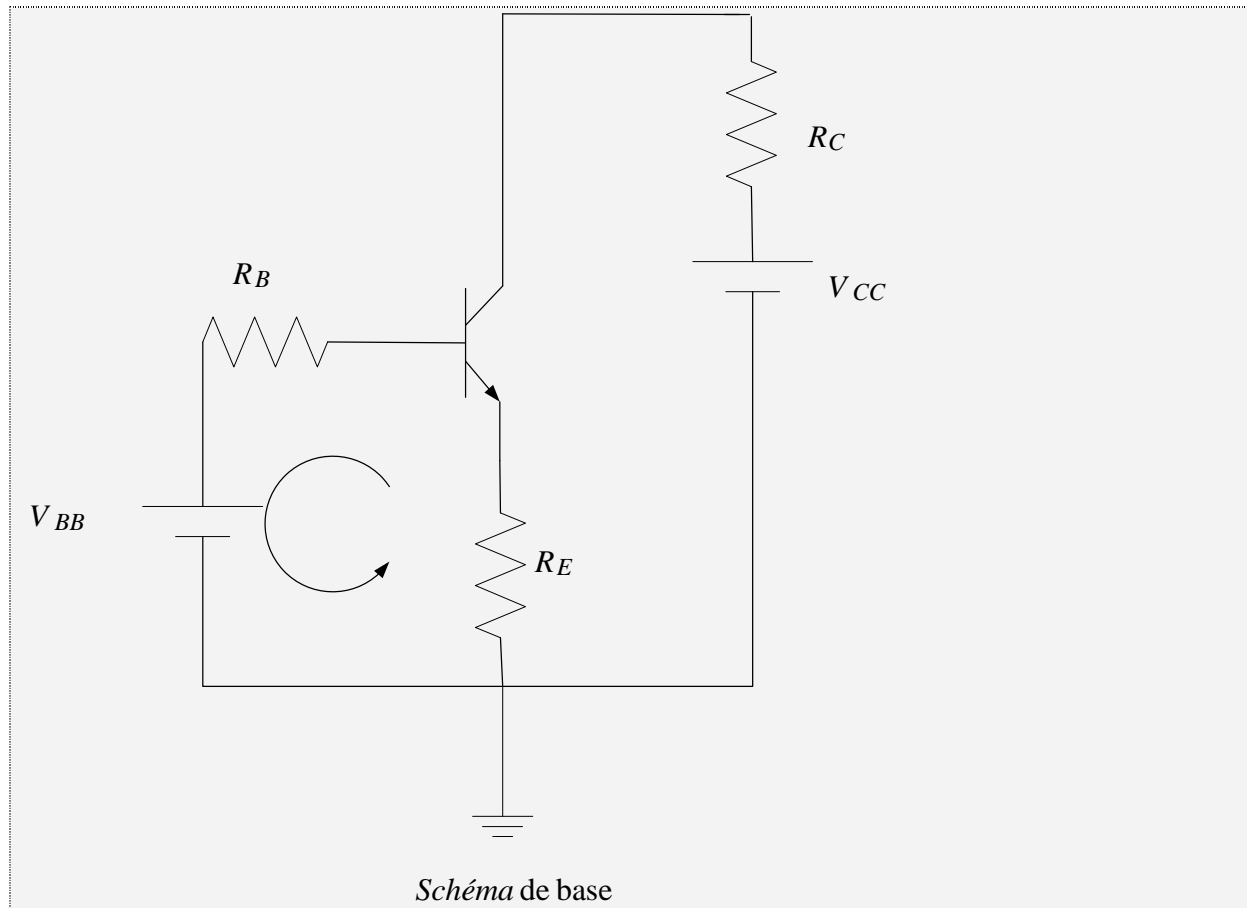 R_C
R_B
V_CC
V_BB
R_E
Schéma de base